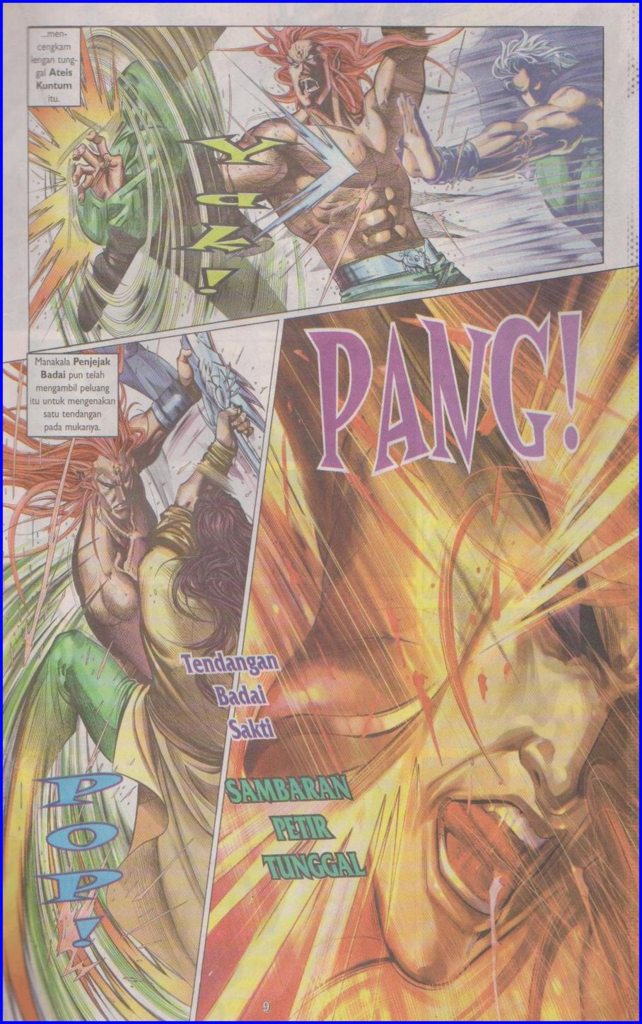 ...men-
cengkam
lengan tung-
gal Ateis
Kuntum
itu.
YAK!
Manakala Penjejak
Badai pun telah
mengambil peluang
itu untuk mengenakan
satu tendangan
pada mukanya.
PANG!
Tendangan
Badai
Sakti
SAMBARAN
PETIR
TUNGGAL
POP!
9